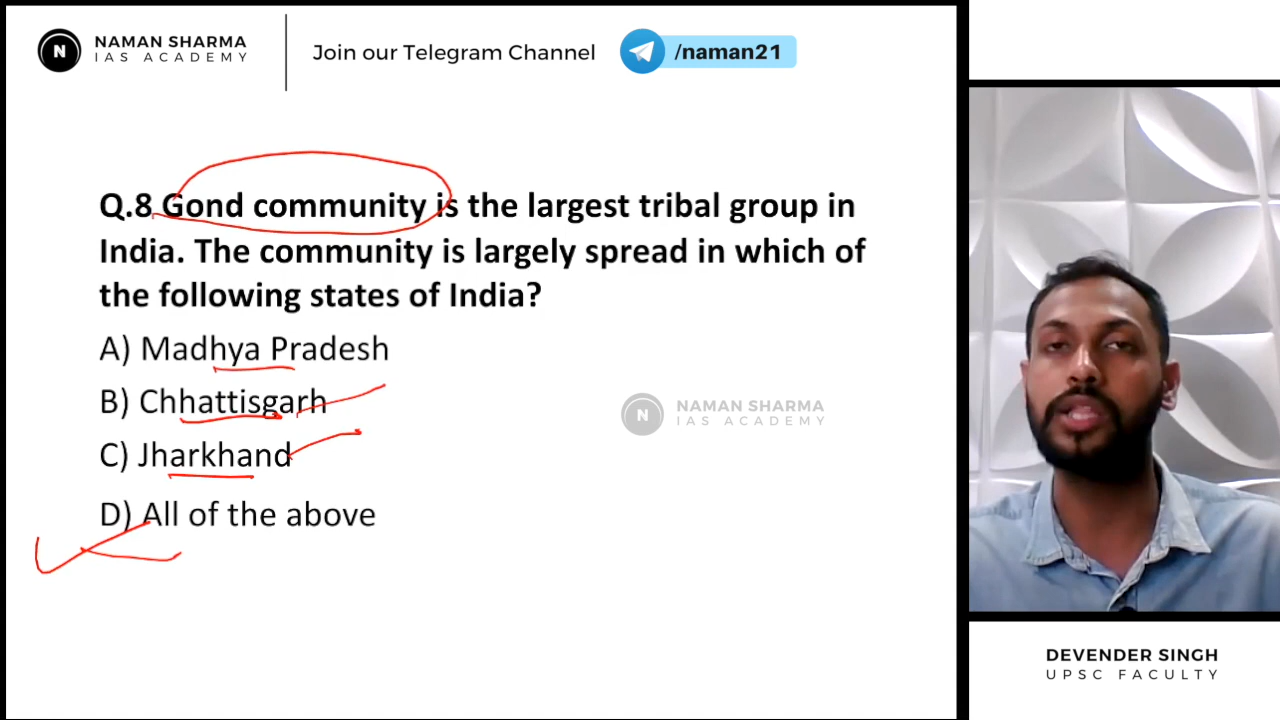 NAMAN SHARMA
IAS ACADEMY
Join our Telegram Channel
/naman21
N
Q.8 Gond community is the largest tribal group in
India. The community is largely spread in which of
the following states of India?
A) Madhya Pradesh
B) Chhattisgarh
C) Jharkhand
D) All of the above
N
NAMAN SHARMA
IAS ACADEMY
DEVENDER SINGH
UPSC FACULTY